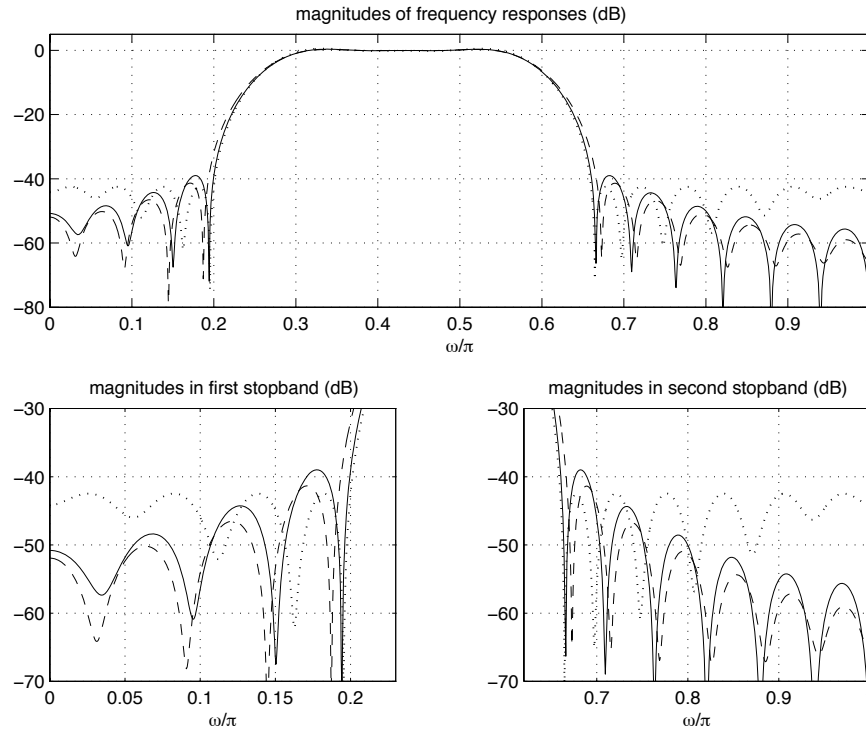 magnitudes of frequency responses (dB)
0
−20
−40
−60
−80
0 0.1 0.2 0.3 0.4 0.5 0.6 0.7 0.8 0.9
ω/π
magnitudes in first stopband (dB)
−30
−40
−50
−60
−70
0 0.05 0.1 0.15 0.2
ω/π
magnitudes in second stopband (dB)
−30
−40
−50
−60
−70
0.7 0.8 0.9
ω/π